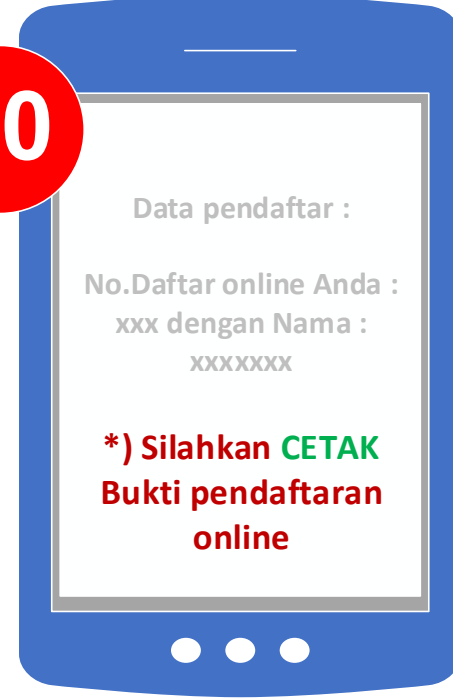 0
Data pendaftar :
No.Daftar online Anda :
xxx dengan Nama :
xxxxxxx
*) Silahkan CETAK
Bukti pendaftaran
online